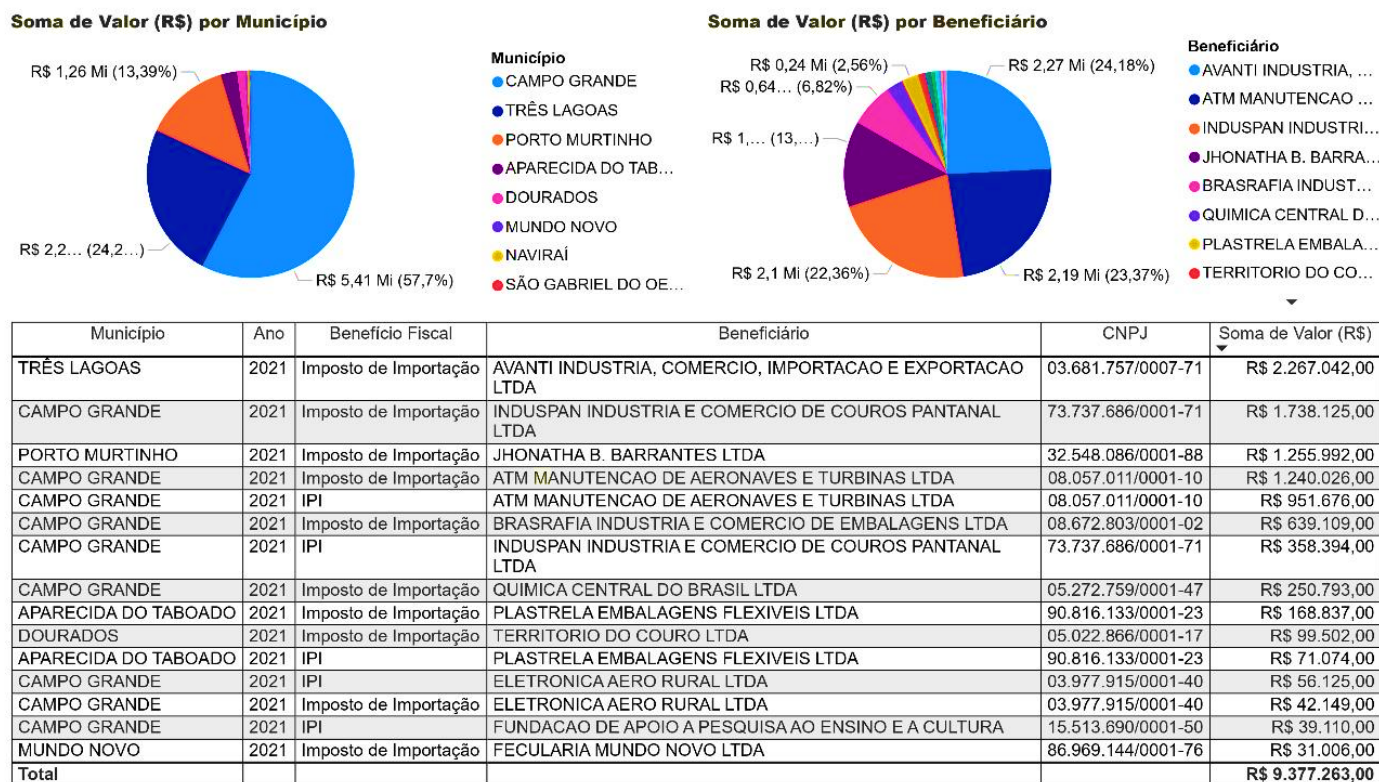 Soma de Valor (R$) por Município
R$ 1,26 Mi (13,39%)
R$ 2,2... (24,2...)
R$ 5,41 Mi (57,7%)
Município
CAMPO GRANDE
TRÊS LAGOAS
PORTO MURTINHO
APARECIDA DO TAB...
DOURADOS
MUNDO NOVO
NAVIRAÍ
SÃO GABRIEL DO OE...
Soma de Valor (R$) por Beneficiário
R$ 0,24 Mi (2,56%)
R$ 0,64... (6,82%)
R$ 1,... (13,...)
R$ 2,1 Mi (22,36%)
R$ 2,27 Mi (24,18%)
R$ 2,19 Mi (23,37%)
Beneficiário
AVANTI INDUSTRIA, ...
ATM MANUTENCAO ...
INDUSPAN INDUSTRI...
JHONATHA B. BARRA...
BRASRAFIA INDUST...
QUIMICA CENTRAL D...
PLASTRELA EMBALA...
TERRITORIO DO CO...
Município Ano Benefício Fiscal Beneficiário CNPJ Soma de Valor (R$)
TRÊS LAGOAS 2021 Imposto de Importação AVANTI INDUSTRIA, COMERCIO, IMPORTACAO E EXPORTACAO 03.681.757/0007-71 R$ 2.267.042,00
LTDA
CAMPO GRANDE 2021 Imposto de Importação INDUSPAN INDUSTRIA E COMERCIO DE COUROS PANTANAL 73.737.686/0001-71 R$ 1.738.125,00
LTDA
PORTO MURTINHO 2021 Imposto de Importação JHONATHA B. BARRANTES LTDA 32.548.086/0001-88 R$ 1.255.992,00
CAMPO GRANDE 2021 Imposto de Importação ATM MANUTENCAO DE AERONAVES E TURBINAS LTDA 08.057.011/0001-10 R$ 1.240.026,00
CAMPO GRANDE 2021 IPI ATM MANUTENCAO DE AERONAVES E TURBINAS LTDA 08.057.011/0001-10 R$ 951.676,00
CAMPO GRANDE 2021 Imposto de Importação BRASRAFIA INDUSTRIA E COMERCIO DE EMBALAGENS LTDA 08.672.803/0001-02 R$ 639.109,00
CAMPO GRANDE 2021 IPI INDUSPAN INDUSTRIA E COMERCIO DE COUROS PANTANAL 73.737.686/0001-71 R$ 358.394,00
LTDA
CAMPO GRANDE 2021 Imposto de Importação QUIMICA CENTRAL DO BRASIL LTDA 05.272.759/0001-47 R$ 250.793,00
APARECIDA DO TABOADO 2021 Imposto de Importação PLASTRELA EMBALAGENS FLEXIVEIS LTDA 90.816.133/0001-23 R$ 168.837,00
DOURADOS 2021 Imposto de Importação TERRITORIO DO COURO LTDA 05.022.866/0001-17 R$ 99.502,00
APARECIDA DO TABOADO 2021 IPI PLASTRELA EMBALAGENS FLEXIVEIS LTDA 90.816.133/0001-23 R$ 71.074,00
CAMPO GRANDE 2021 IPI ELETRONICA AERO RURAL LTDA 03.977.915/0001-40 R$ 56.125,00
CAMPO GRANDE 2021 Imposto de Importação ELETRONICA AERO RURAL LTDA 03.977.915/0001-40 R$ 42.149,00
CAMPO GRANDE 2021 IPI FUNDACAO DE APOIO A PESQUISA AO ENSINO E A CULTURA 15.513.690/0001-50 R$ 39.110,00
MUNDO NOVO 2021 Imposto de Importação FECULARIA MUNDO NOVO LTDA 86.969.144/0001-76 R$ 31.006,00
Total R$ 9.377.263,00